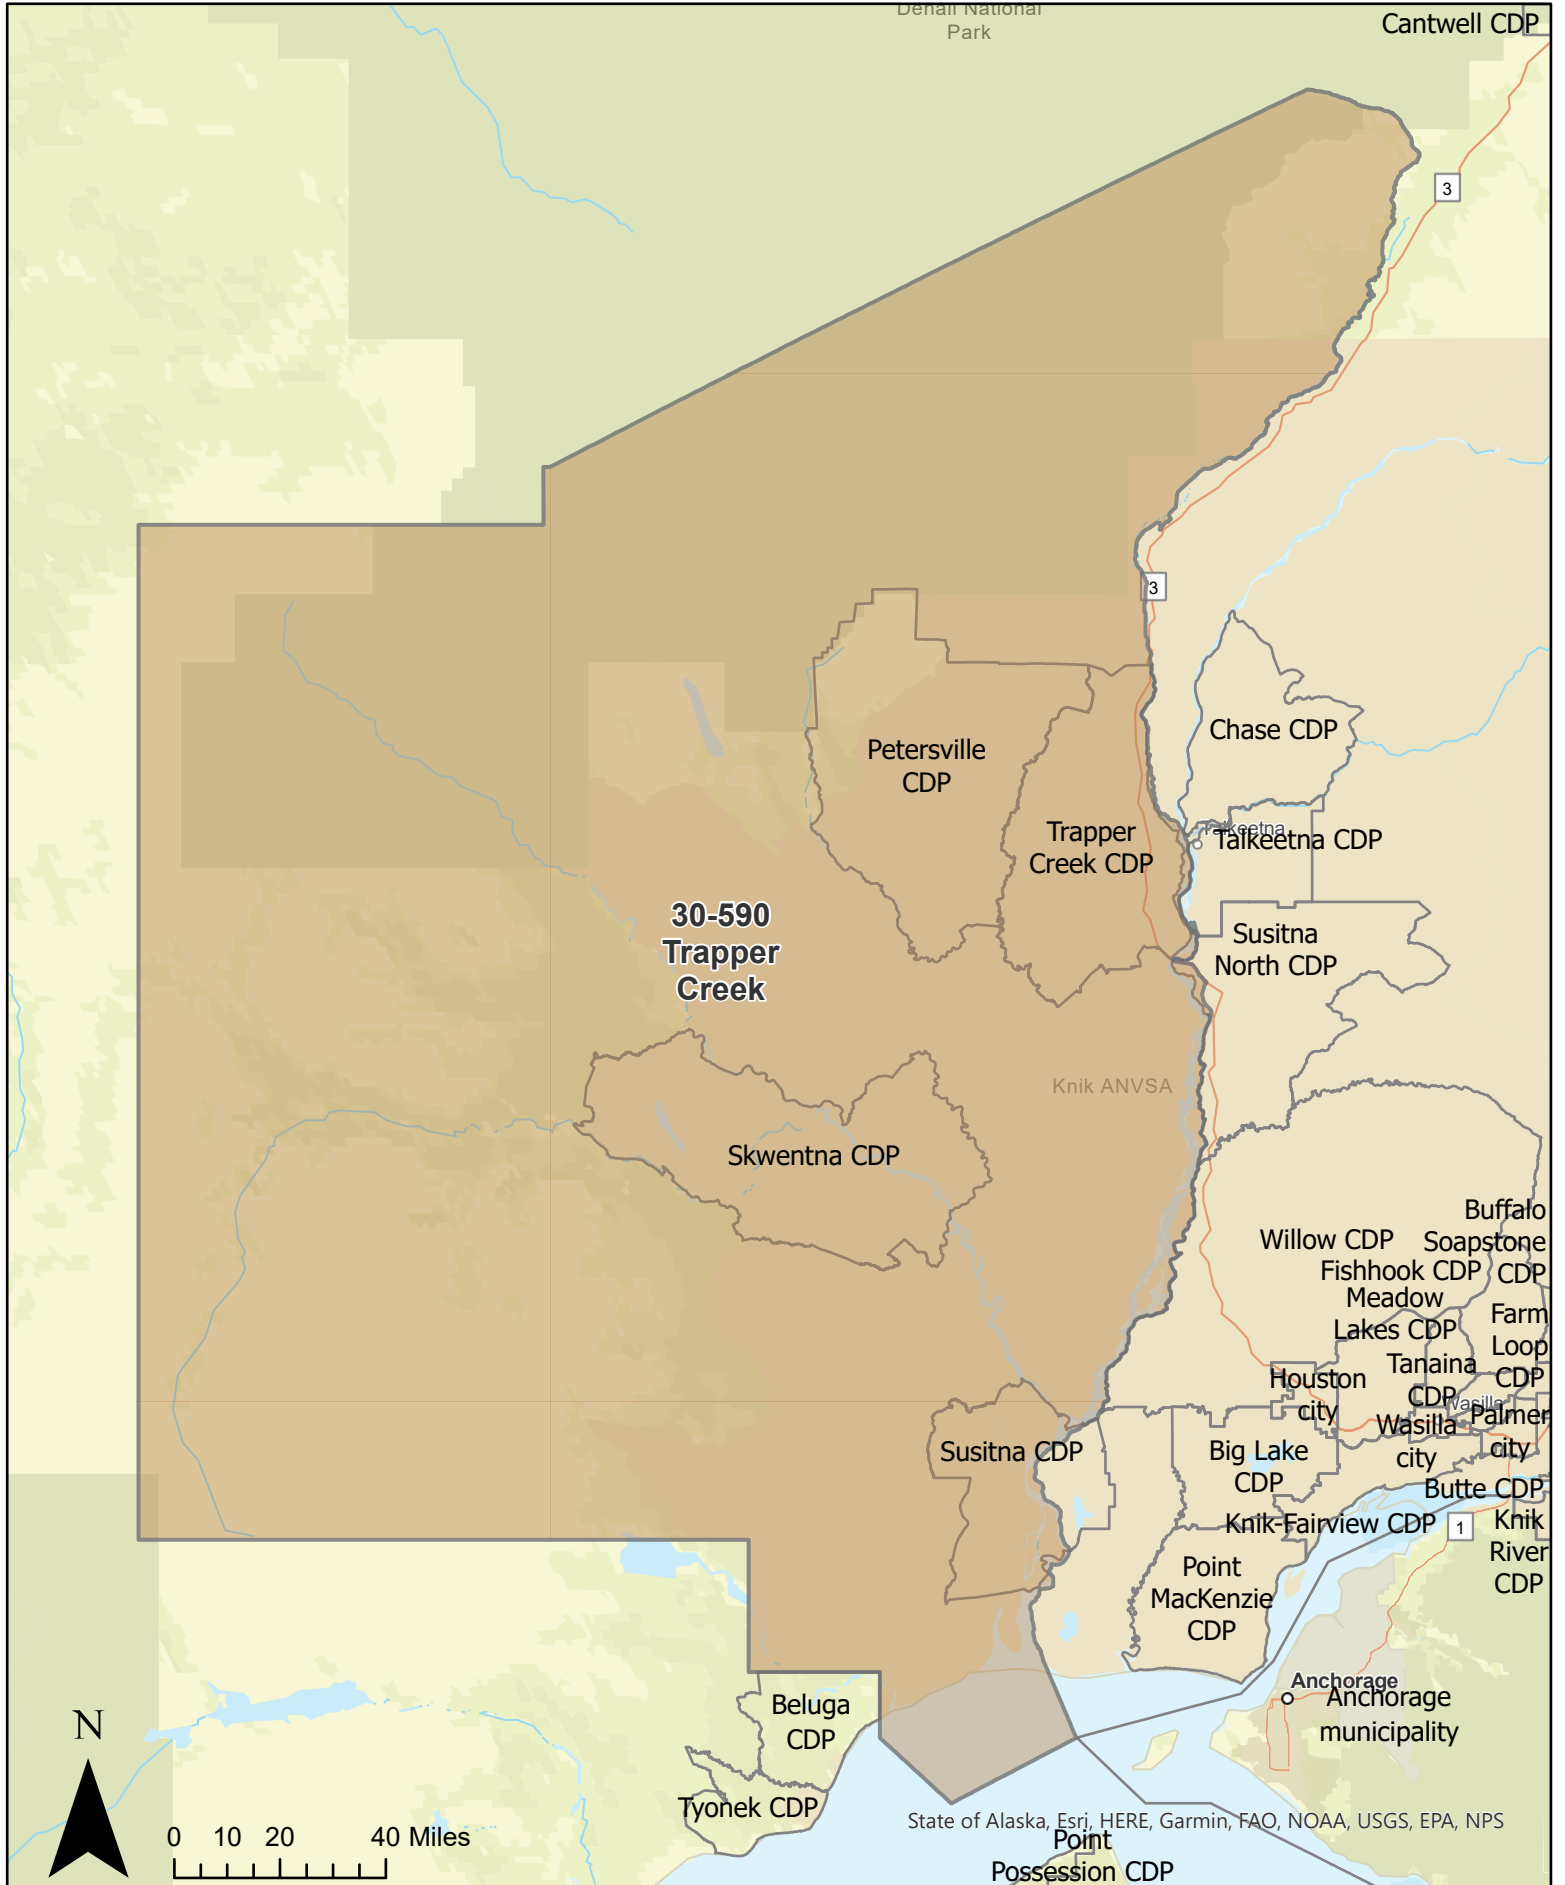 Denali National
Park
Cantwell CDP
3
3
Petersville
CDP
Chase CDP
Trapper
Creek CDP
Talkeetna
Talkeetna CDP
30-590
Trapper
Creek
Susitna
North CDP
Knik ANVSA
Skwentna CDP
Buffalo
Soapstone
CDP
Willow CDP
Fishhook CDP
Meadow
Lakes CDP
Farm
Loop
CDP
Tanaina
CDP
Houston
city
Wasilla
Wasilla
city
Palmer
city
Susitna CDP
Big Lake
CDP
Butte CDP
Knik-Fairview CDP
1
Knik
River
CDP
Point
MacKenzie
CDP
Anchorage
Anchorage
municipality
Beluga
CDP
Tyonek CDP
N
0 10 20 40 Miles
State of Alaska, Esri, HERE, Garmin, FAO, NOAA, USGS, EPA, NPS
Point
Possession CDP